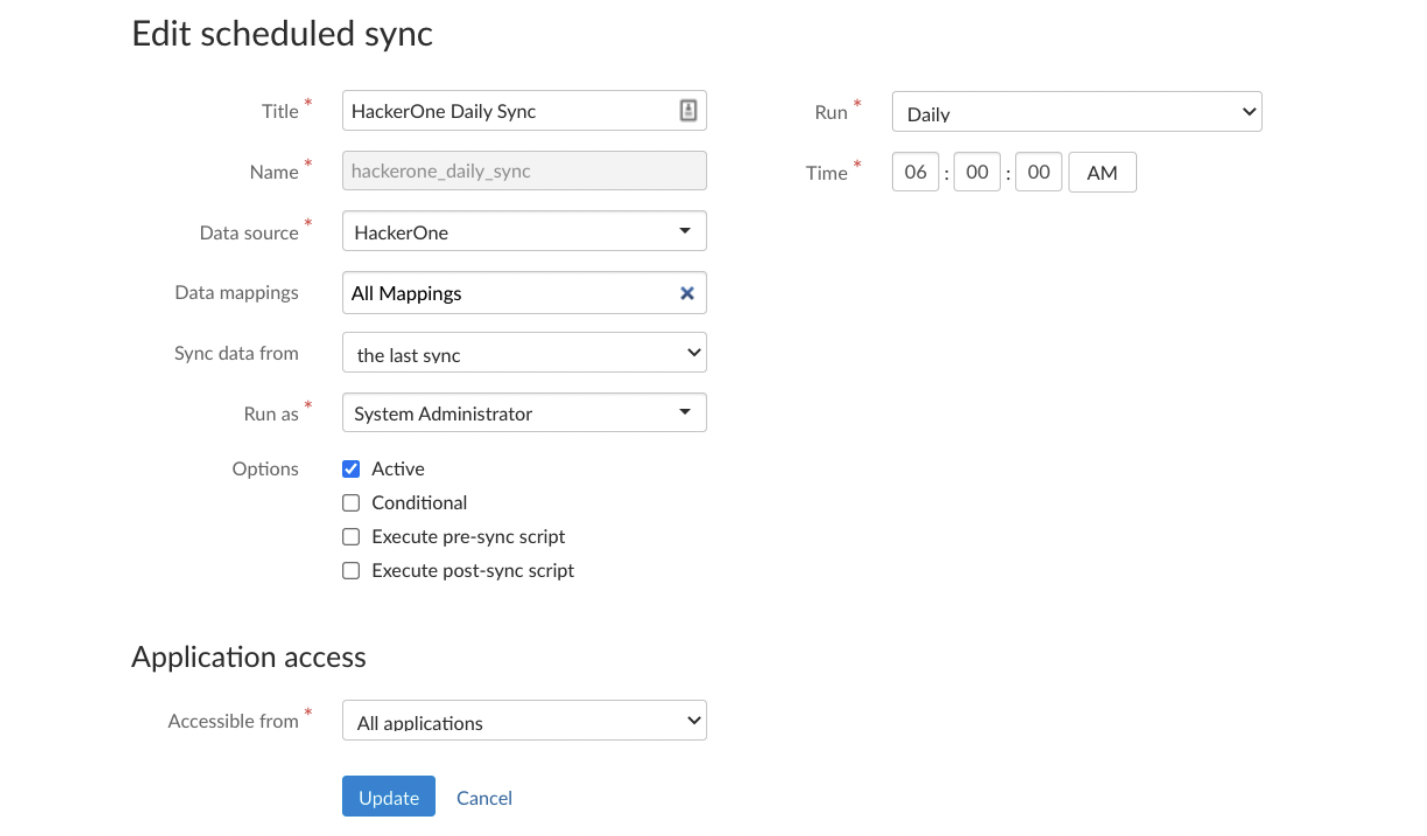 Edit scheduled sync
Title * HackerOne Daily Sync
Name * hackerone_daily_sync
Data source * HackerOne
Data mappings All Mappings
Sync data from the last sync
Run as * System Administrator
Options Active
Conditional
Execute pre-sync script
Execute post-sync script
Run * Daily
Time * 06 : 00 : 00 AM
Application access
Accessible from * All applications
Update Cancel